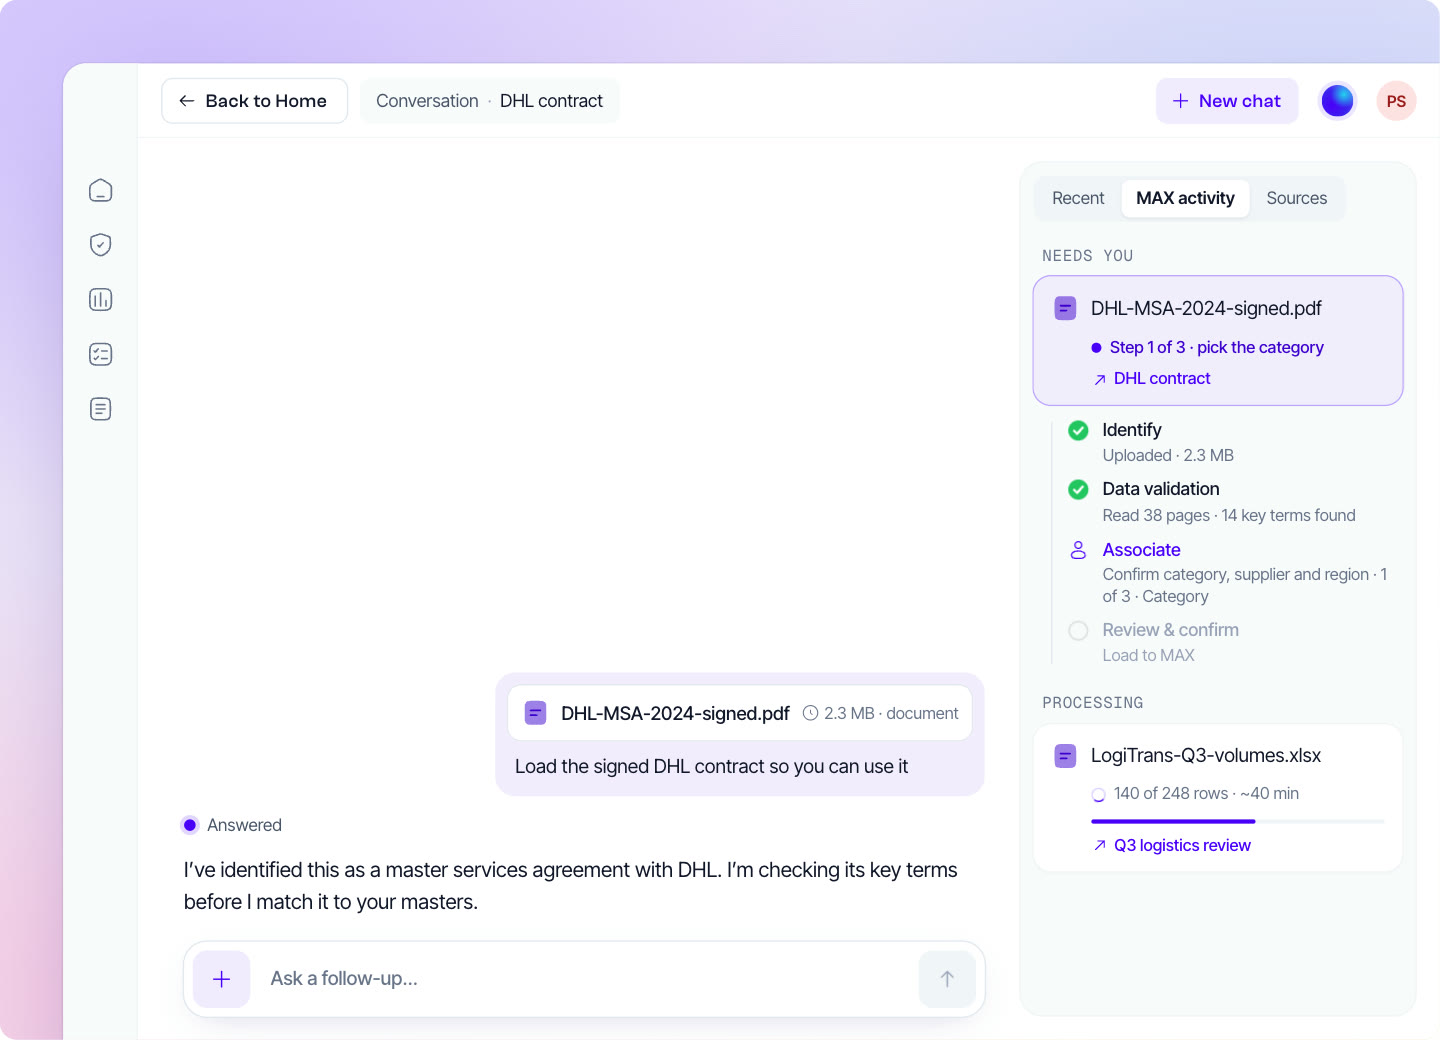 Back to Home
Conversation · DHL contract
New chat
PS
Recent
MAX activity
Sources
NEEDS YOU
DHL-MSA-2024-signed.pdf
Step 1 of 3 · pick the category
DHL contract
Identify
Uploaded · 2.3 MB
Data validation
Read 38 pages · 14 key terms found
Associate
Confirm category, supplier and region · 1
of 3 · Category
Review & confirm
Load to MAX
PROCESSING
LogiTrans-Q3-volumes.xlsx
140 of 248 rows · ~40 min
Q3 logistics review
DHL-MSA-2024-signed.pdf
2.3 MB · document
Load the signed DHL contract so you can use it
Answered
I’ve identified this as a master services agreement with DHL. I’m checking its key terms
before I match it to your masters.
Ask a follow-up...